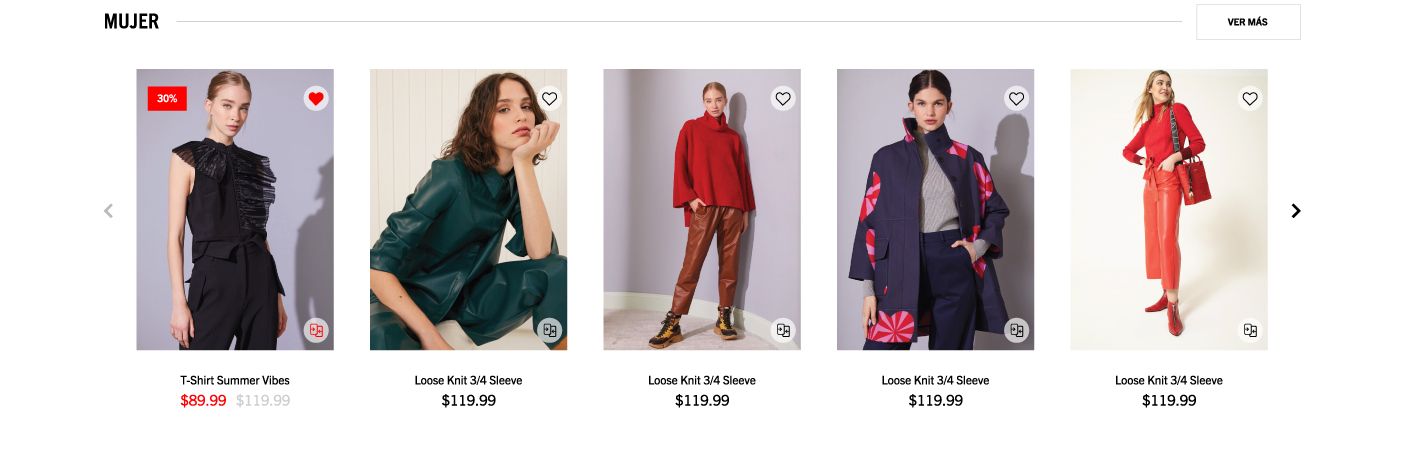 MUJER
VER MÁS
30%
T-Shirt Summer Vibes
$89.99 $119.99
Loose Knit 3/4 Sleeve
$119.99
Loose Knit 3/4 Sleeve
$119.99
Loose Knit 3/4 Sleeve
$119.99
Loose Knit 3/4 Sleeve
$119.99